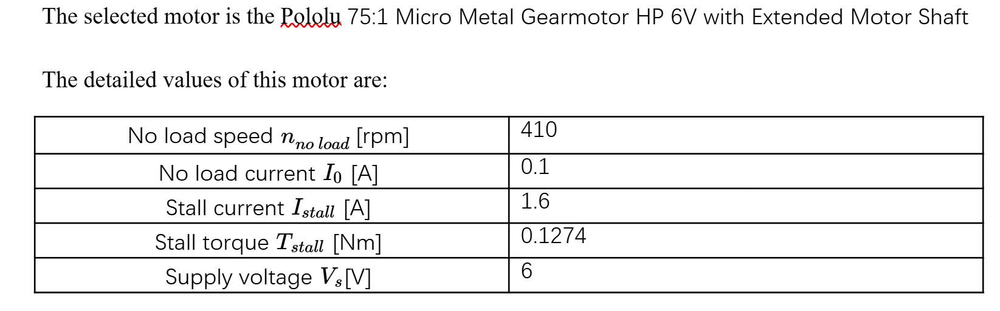 The selected motor is the Pololu 75:1 Micro Metal Gearmotor HP 6V with Extended Motor Shaft
The detailed values of this motor are:
No load speed n_{no load} [rpm] 410
No load current I_0 [A] 0.1
Stall current I_{stall} [A] 1.6
Stall torque T_{stall} [Nm] 0.1274
Supply voltage V_s[V] 6